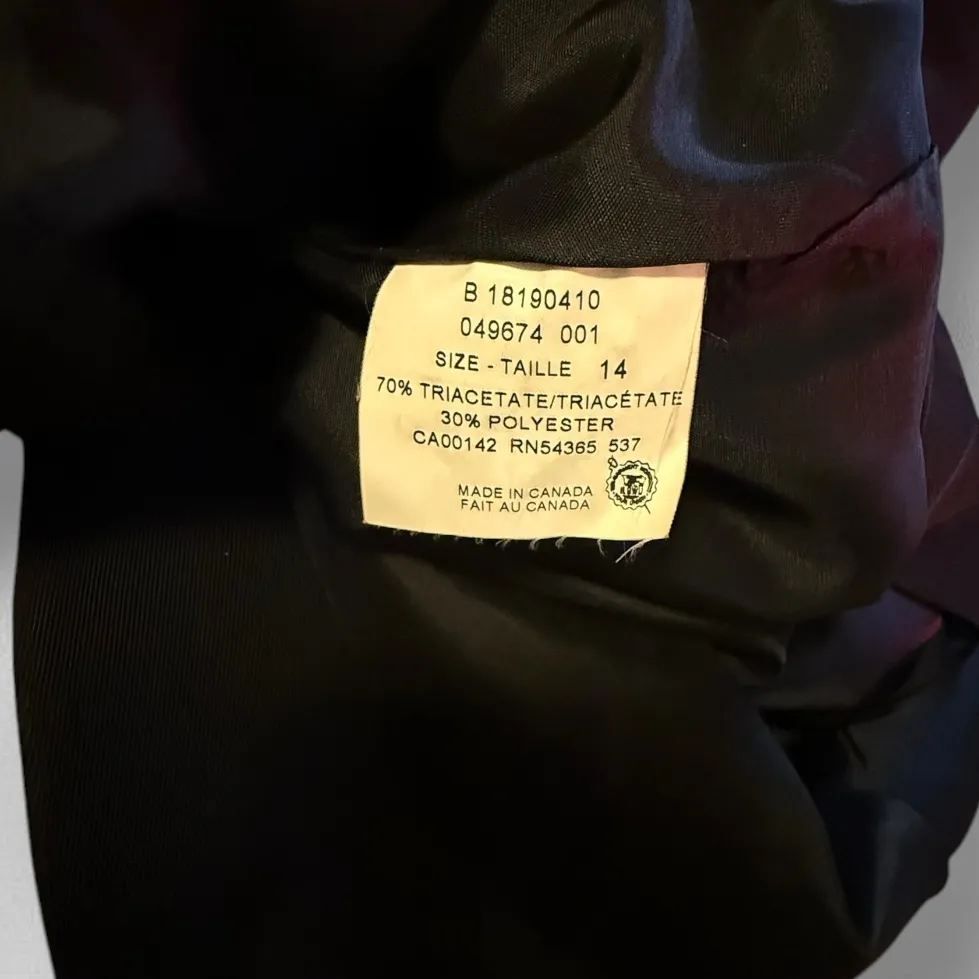 B 18190410
049674 001
SIZE - TAILLE 14
70% TRIACETATE/TRIACÉTATE
30% POLYESTER
CA00142 RN54365 537
MADE IN CANADA
FAIT AU CANADA